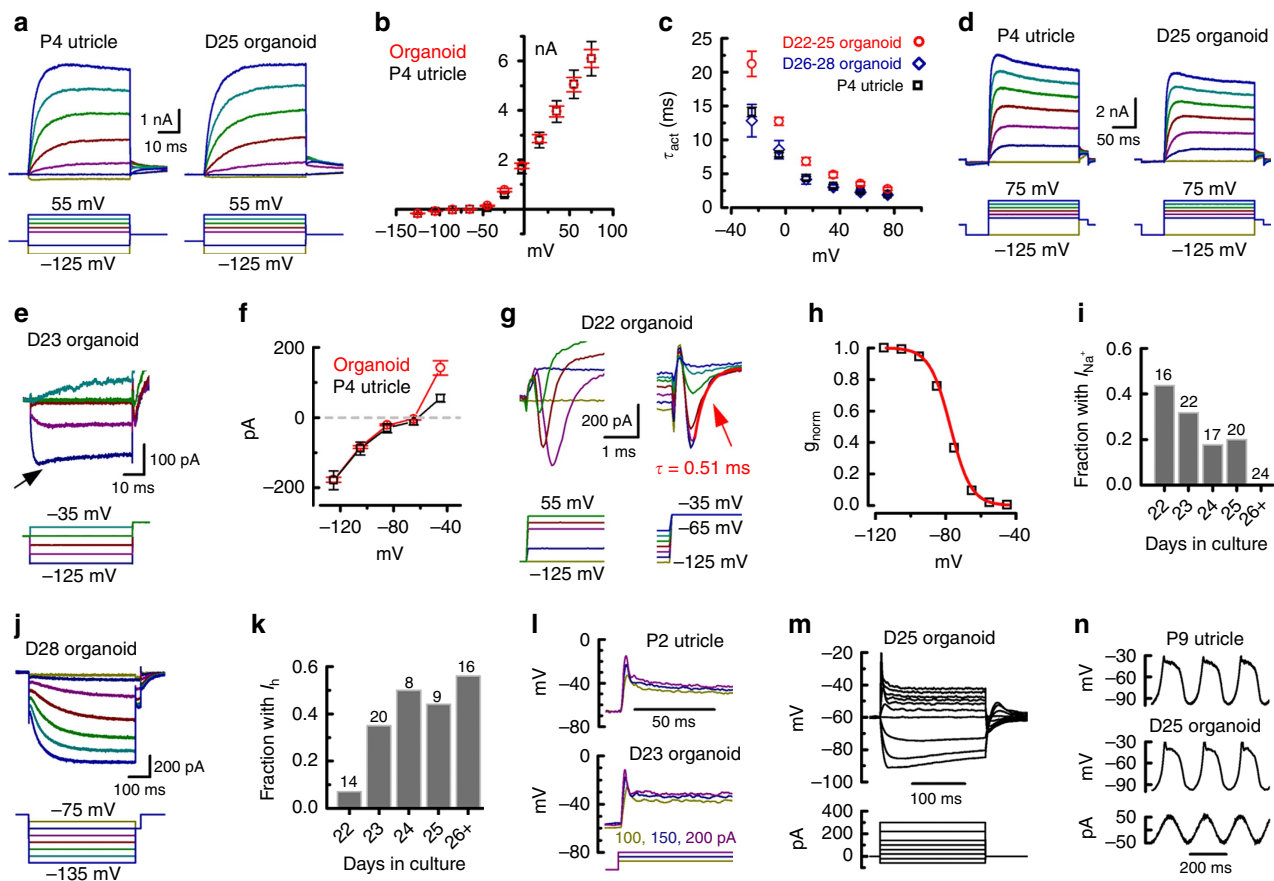 a
P4 utricle
D25 organoid
1 nA
10 ms
55 mV
55 mV
−125 mV
−125 mV
b
nA
Organoid
P4 utricle
6
4
2
−150
−100
−50
0
50
100
mV
c
D22-25 organoid
D26-28 organoid
P4 utricle
τact (ms)
25
20
15
10
5
0
−40
0
40
80
mV
d
P4 utricle
D25 organoid
2 nA
50 ms
75 mV
75 mV
−125 mV
−125 mV
e
D23 organoid
100 pA
10 ms
−35 mV
−125 mV
f
Organoid
P4 utricle
pA
200
0
−200
−120
−80
−40
mV
g
D22 organoid
200 pA
1 ms
τ = 0.51 ms
55 mV
−125 mV
−35 mV
−65 mV
−125 mV
h
gnorm
1.0
0.8
0.6
0.4
0.2
0.0
−120
−80
−40
mV
i
Fraction with INa+
0.6
0.4
0.2
0.0
16
22
17
20
24
22
23
24
25
26+
Days in culture
j
D28 organoid
200 pA
100 ms
−75 mV
−135 mV
k
Fraction with Ih
0.6
0.4
0.2
0.0
14
20
8
9
16
22
23
24
25
26+
Days in culture
l
P2 utricle
mV
0
−40
−80
50 ms
D23 organoid
mV
0
−40
−80
100, 150, 200 pA
m
D25 organoid
mV
−20
−40
−60
−80
−100
100 ms
pA
300
200
100
0
n
P9 utricle
mV
−30
−60
−90
D25 organoid
mV
−30
−60
−90
pA
50
−50
200 ms